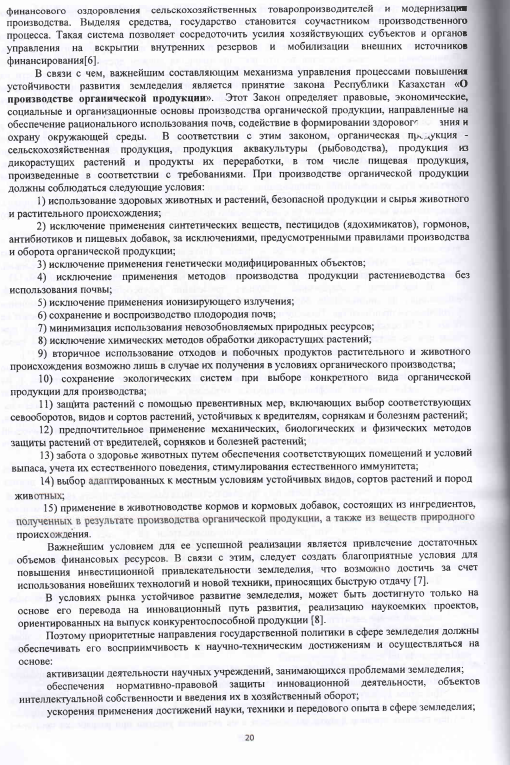 финансового оздоровления сельскохозяйственных товаропроизводителей и модернизации
производства. Выделяя средства, государство становится соучастником производственного
процесса. Такая система позволяет сосредоточить усилия хозяйствующих субъектов и органов
управления на вскрытии внутренних резервов и мобилизации внешних источников
финансирования[6].
В связи с чем, важнейшим составляющим механизма управления процессами повышения
устойчивости развития земледелия является принятие закона Республики Казахстан «О
производстве органической продукции». Этот Закон определяет правовые, экономические,
социальные и организационные основы производства органической продукции, направленные на
обеспечение рационального использования почв, содействие в формировании здорового и
охрану окружающей среды. В соответствии с этим законом, органическая продукция -
сельскохозяйственная продукция, продукция аквакультуры (рыбоводства), продукция из
дикорастущих растений и продукты их переработки, в том числе пищевая продукция,
произведенные в соответствии с требованиями. При производстве органической продукции
должны соблюдаться следующие условия:
1) использование здоровых животных и растений, безопасной продукции и сырья животного
и растительного происхождения;
2) исключение применения синтетических веществ, пестицидов (ядохимикатов), гормонов,
антибиотиков и пищевых добавок, за исключениями, предусмотренными правилами производства
и оборота органической продукции;
3) исключение применения генетически модифицированных объектов;
4) исключение применения методов производства продукции растениеводства без
использования почвы;
5) исключение применения ионизирующего излучения;
6) сохранение и воспроизводство плодородия почв;
7) минимизация использования невозобновляемых природных ресурсов;
8) исключение химических методов обработки дикорастущих растений;
9) вторичное использование отходов и побочных продуктов растительного и животного
происхождения возможно лишь в случае их получения в условиях органического производства;
10) сохранение экологических систем при выборе конкретного вида органической
продукции для производства;
11) защита растений с помощью превентивных мер, включающих выбор соответствующих
севооборотов, видов и сортов растений, устойчивых к вредителям, сорнякам и болезням растений;
12) предпочтительное применение механических, биологических и физических методов
защиты растений от вредителей, сорняков и болезней растений;
13) забота о здоровье животных путем обеспечения соответствующих помещений и условий
выпаса, учета их естественного поведения, стимулирования естественного иммунитета;
14) выбор адаптированных к местным условиям устойчивых видов, сортов растений и пород
животных;
15) применение в животноводстве кормов и кормовых добавок, состоящих из ингредиентов,
полученных в результате производства органической продукции, а также из веществ природного
происхождения.
Важнейшим условием для ее успешной реализации является привлечение достаточных
объемов финансовых ресурсов. В связи с этим, следует создать благоприятные условия для
повышения инвестиционной привлекательности земледелия, что возможно достичь за счет
использования новейших технологий и новой техники, приносящих быструю отдачу [7].
В условиях рынка устойчивое развитие земледелия, может быть достигнуто только на
основе его перевода на инновационный путь развития, реализацию наукоемких проектов,
ориентированных на выпуск конкурентоспособной продукции [8].
Поэтому приоритетные направления государственной политики в сфере земледелия должны
обеспечивать его восприимчивость к научно-техническим достижениям и осуществляться на
основе:
активизации деятельности научных учреждений, занимающихся проблемами земледелия;
обеспечения нормативно-правовой защиты инновационной деятельности, объектов
интеллектуальной собственности и введения их в хозяйственный оборот;
ускорения применения достижений науки, техники и передового опыта в сфере земледелия;
20